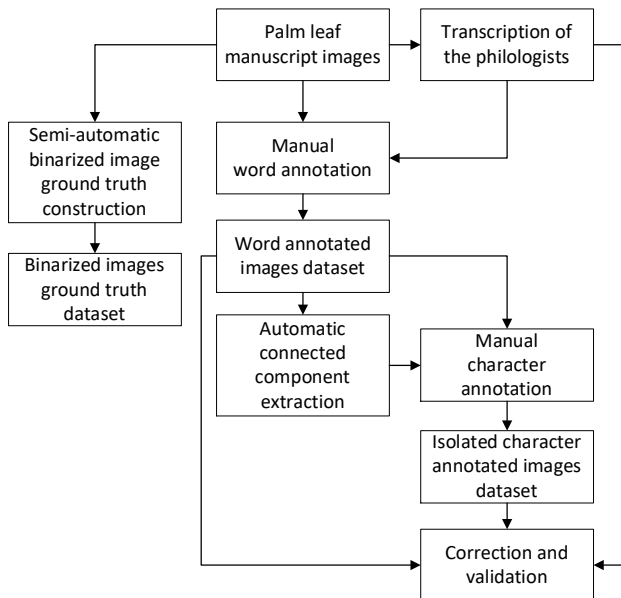 Palm leaf
manuscript images
Transcription of
the philologists
Semi-automatic
binarized image
ground truth
construction
Manual
word annotation
Word annotated
images dataset
Binarized images
ground truth
dataset
Automatic
connected
component
extraction
Manual
character
annotation
Isolated character
annotated images
dataset
Correction and
validation